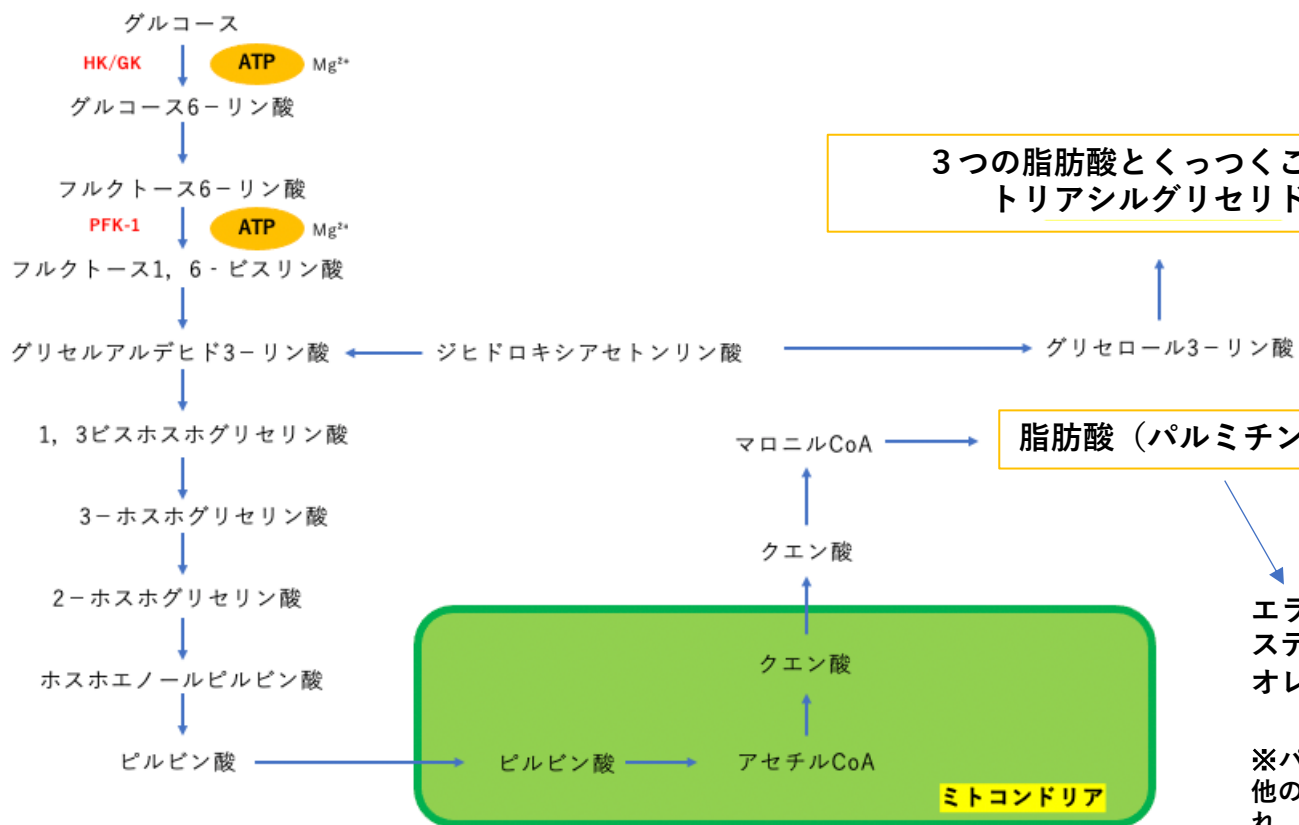 グルコース
HK/GK
ATP
Mg²⁺
グルコース6－リン酸
フルクトース6－リン酸
PFK-1
ATP
Mg²⁺
フルクトース1，6‐ビスリン酸
グリセルアルデヒド3－リン酸
ジヒドロキシアセトンリン酸
グリセロール3－リン酸
３つの脂肪酸とくっつくこ
トリアシルグリセリド
1，3ビスホスホグリセリン酸
3－ホスホグリセリン酸
2－ホスホグリセリン酸
ホスホエノールピルビン酸
ピルビン酸
ピルビン酸
アセチルCoA
クエン酸
ミトコンドリア
クエン酸
マロニルCoA
脂肪酸（パルミチン
エラ
ステ
オレ
※パ
他の
れ